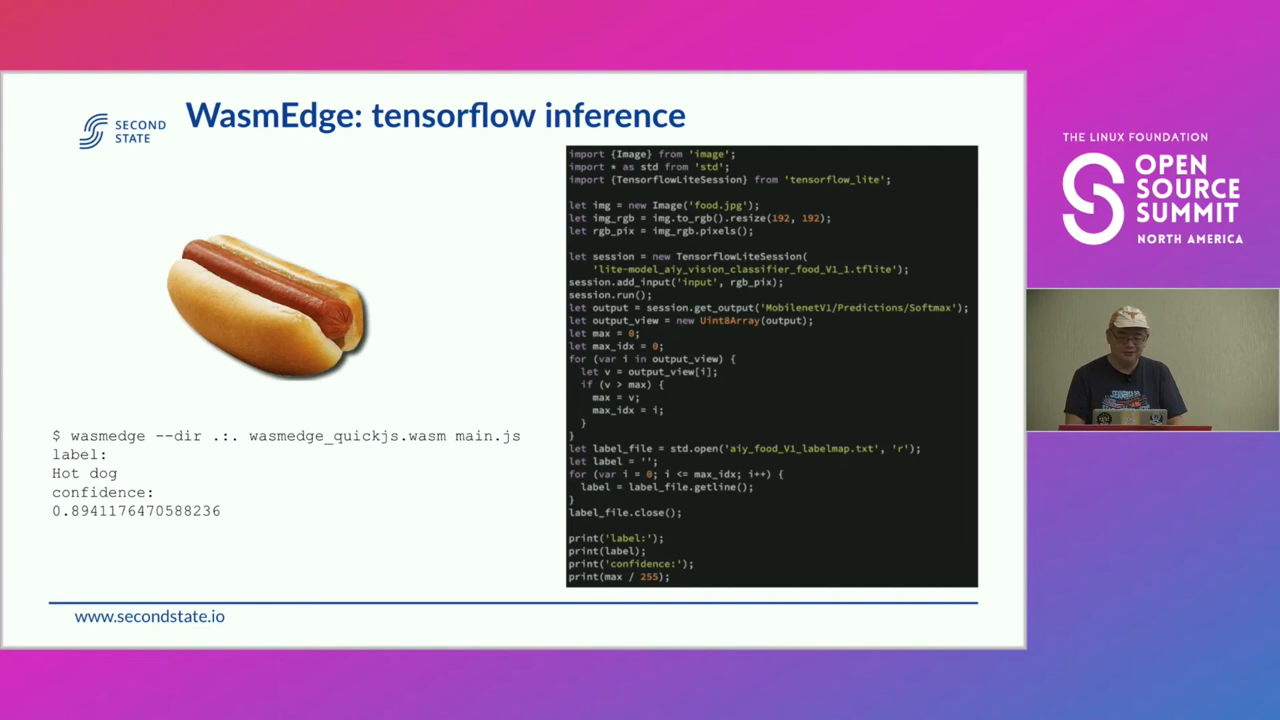 SECOND
STATE
WasmEdge: tensorflow inference
$ wasmedge --dir .:. wasmedge_quickjs.wasm main.js
label:
Hot dog
confidence:
0.8941176470588236
import {Image} from 'image';
import * as std from 'std';
import {TensorflowLiteSession} from 'tensorflow_lite';
let img = new Image('food.jpg');
let img_rgb = img.to_rgb().resize(192, 192);
let rgb_pix = img_rgb.pixels();
let session = new TensorflowLiteSession(
'lite-model_aiy_vision_classifier_food_V1_1.tflite');
session.add_input('input', rgb_pix);
session.run();
let output = session.get_output('MobilenetV1/Predictions/Softmax');
let output_view = new Uint8Array(output);
let max = 0;
let max_idx = 0;
for (var i in output_view) {
let v = output_view[i];
if (v > max) {
max = v;
max_idx = i;
}
}
let label_file = std.open('aiy_food_V1_labelmap.txt', 'r');
let label = '';
for (var i = 0; i <= max_idx; i++) {
label = label_file.getline();
}
label_file.close();
print('label:');
print(label);
print('confidence:');
print(max / 255);
www.secondstate.io
THE LINUX FOUNDATION
OPEN
SOURCE
SUMMIT
NORTH AMERICA